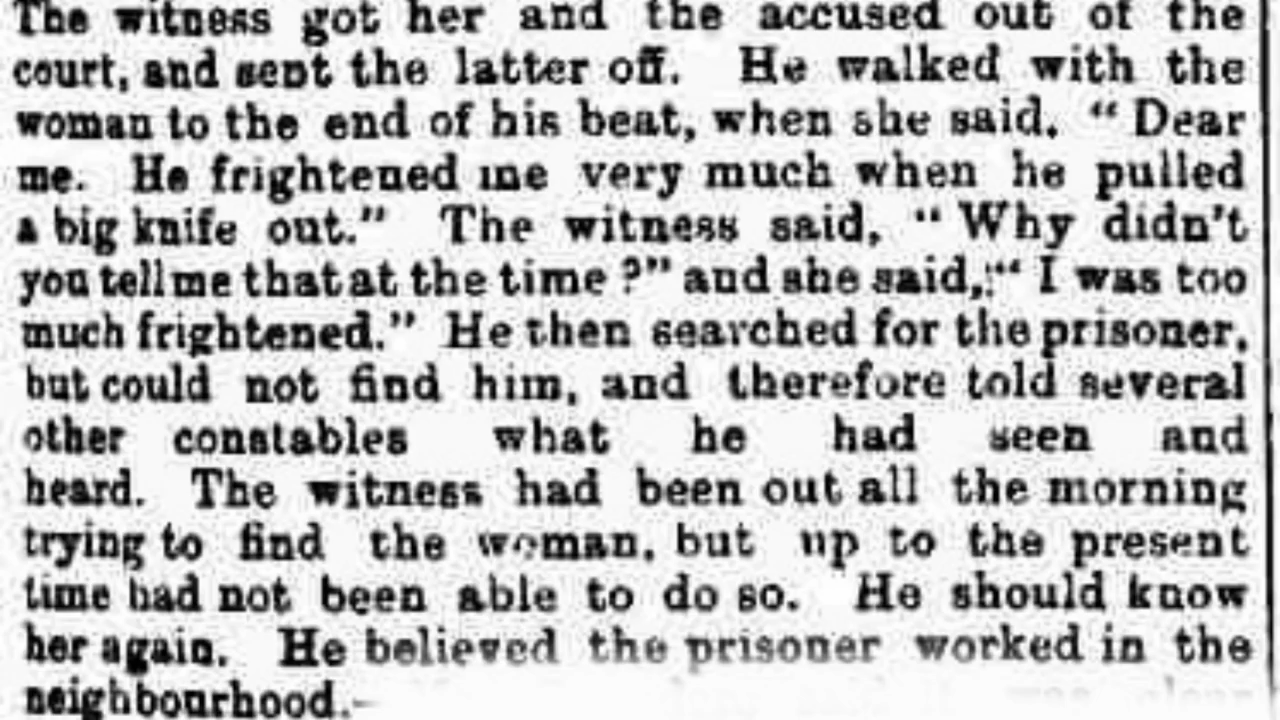 The witness got her and the accused out of the
court, and sent the latter off. He walked with the
woman to the end of his beat, when she said, "Dear
me. He frightened me very much when he pulled
a big knife out." The witness said, "Why didn't
you tell me that at the time?" and she said, "I was too
much frightened." He then searched for the prisoner,
but could not find him, and therefore told several
other constables what he had seen and
heard. The witness had been out all the morning
trying to find the woman, but up to the present
time had not been able to do so. He should know
her again. He believed the prisoner worked in the
neighbourhood.-